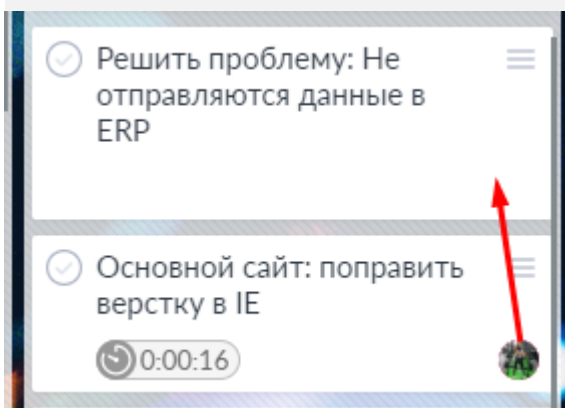 Решить проблему: Не
отправляются данные в
ERP
Основной сайт: поправить
верстку в IE
0:00:16